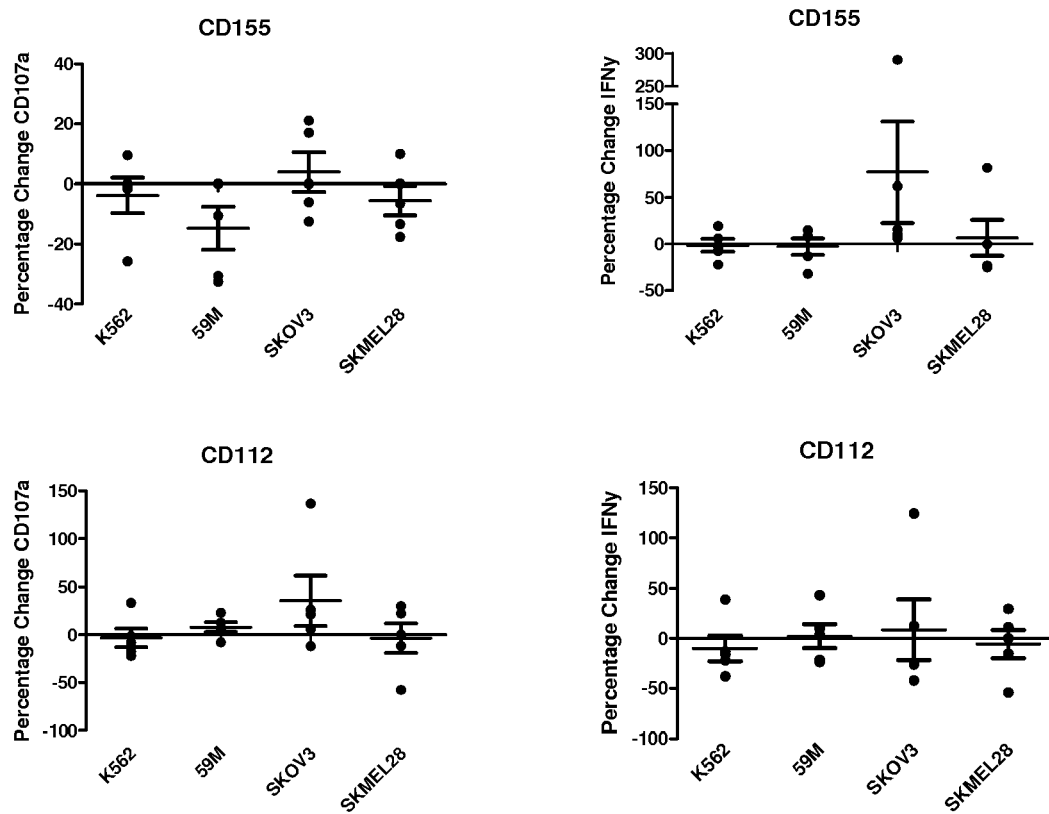 CD155
Percentage Change CD107a
40
20
0
-20
-40
K562
59M
SKOV3
SKMEL28
CD155
Percentage Change IFNy
300
250
150
100
50
0
-50
K562
59M
SKOV3
SKMEL28
CD112
Percentage Change CD107a
150
100
50
0
-50
-100
K562
59M
SKOV3
SKMEL28
CD112
Percentage Change IFNy
150
100
50
0
-50
-100
K562
59M
SKOV3
SKMEL28